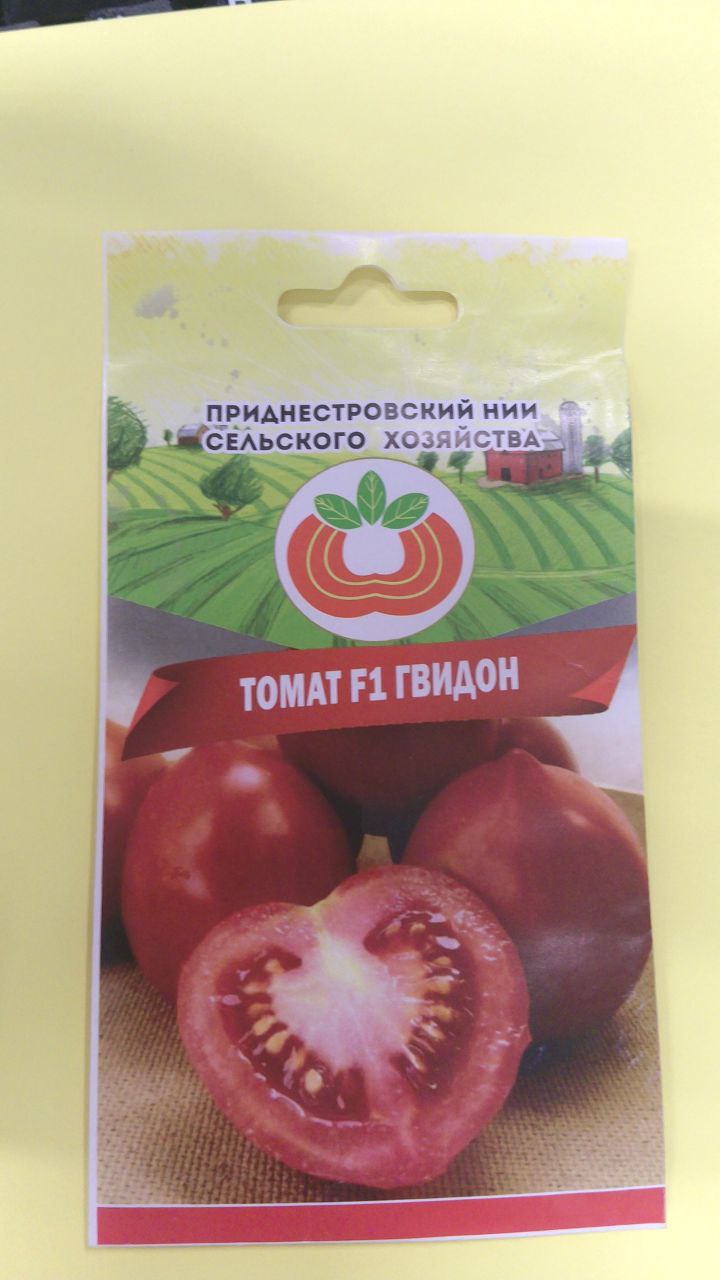 ПРИДНЕСТРОВСКИЙ НИИ
СЕЛЬСКОГО ХОЗЯЙСТВА
ТОМАТ F1 ГВИДОН